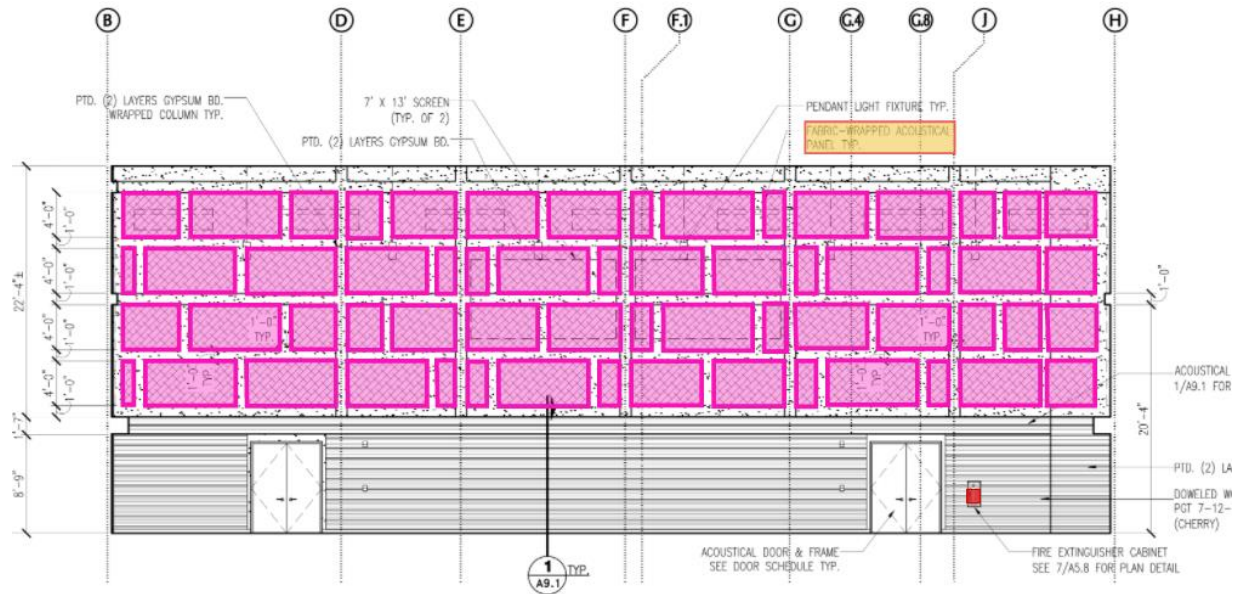 B D E F F.1 G G.4 G.8 J H
PTD. (2) LAYERS GYPSUM BD.
WRAPPED COLUMN TYP.
7' X 13' SCREEN
(TYP. OF 2)
PTD. (2) LAYERS GYPSUM BD.
PENDANT LIGHT FIXTURE TYP.
FABRIC-WRAPPED ACOUSTICAL
PANEL TYP.
22'-4"±
4'-0"
1'-0"
4'-0"
1'-0"
4'-0"
1'-0"
4'-0"
1'-0"
1'-7"
8'-9"
1'-0"
TYP.
1'-0"
TYP.
1'-0"
TYP.
1'-0"
TYP.
1'-0"
20'-4"
ACOUSTICAL
1/A9.1 FOR
PTD. (2) LA
DOWELED W
PGT 7-12-
(CHERRY)
1 TYP.
A9.1
ACOUSTICAL DOOR & FRAME
SEE DOOR SCHEDULE TYP.
FIRE EXTINGUISHER CABINET
SEE 7/A5.8 FOR PLAN DETAIL